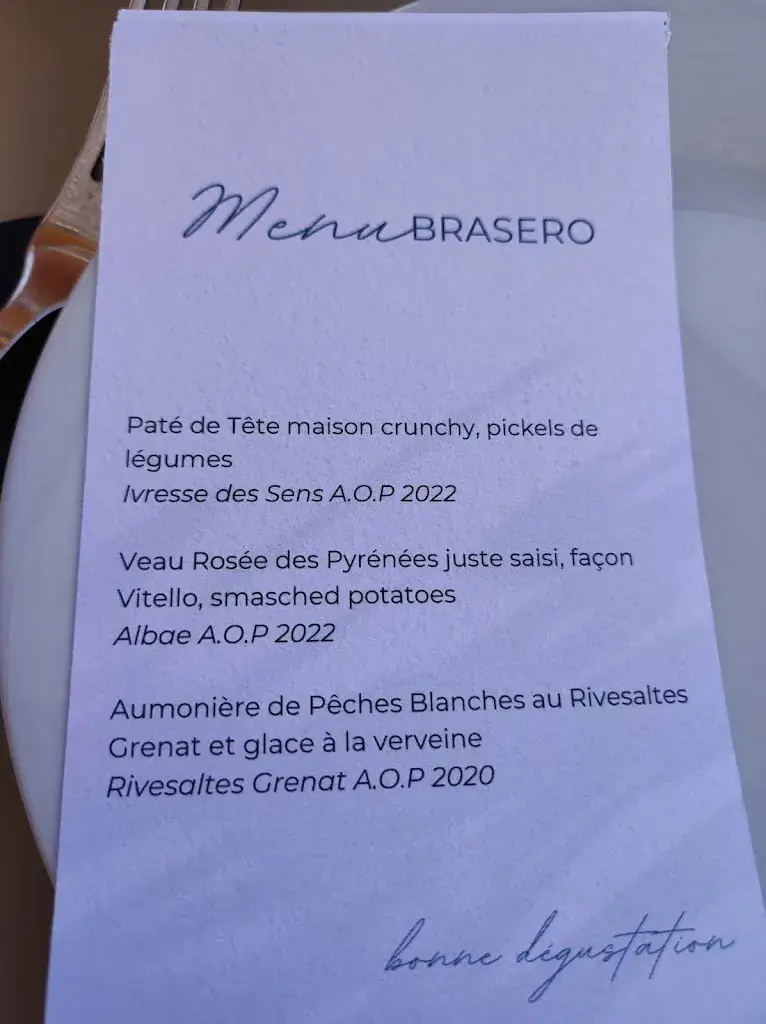 Menu BRASERO
Paté de Tête maison crunchy, pickels de
légumes
Ivresse des Sens A.O.P 2022
Veau Rosée des Pyrénées juste saisi, façon
Vitello, smasched potatoes
Albae A.O.P 2022
Aumonière de Pêches Blanches au Rivesaltes
Grenat et glace à la verveine
Rivesaltes Grenat A.O.P 2020
bonne dégustation